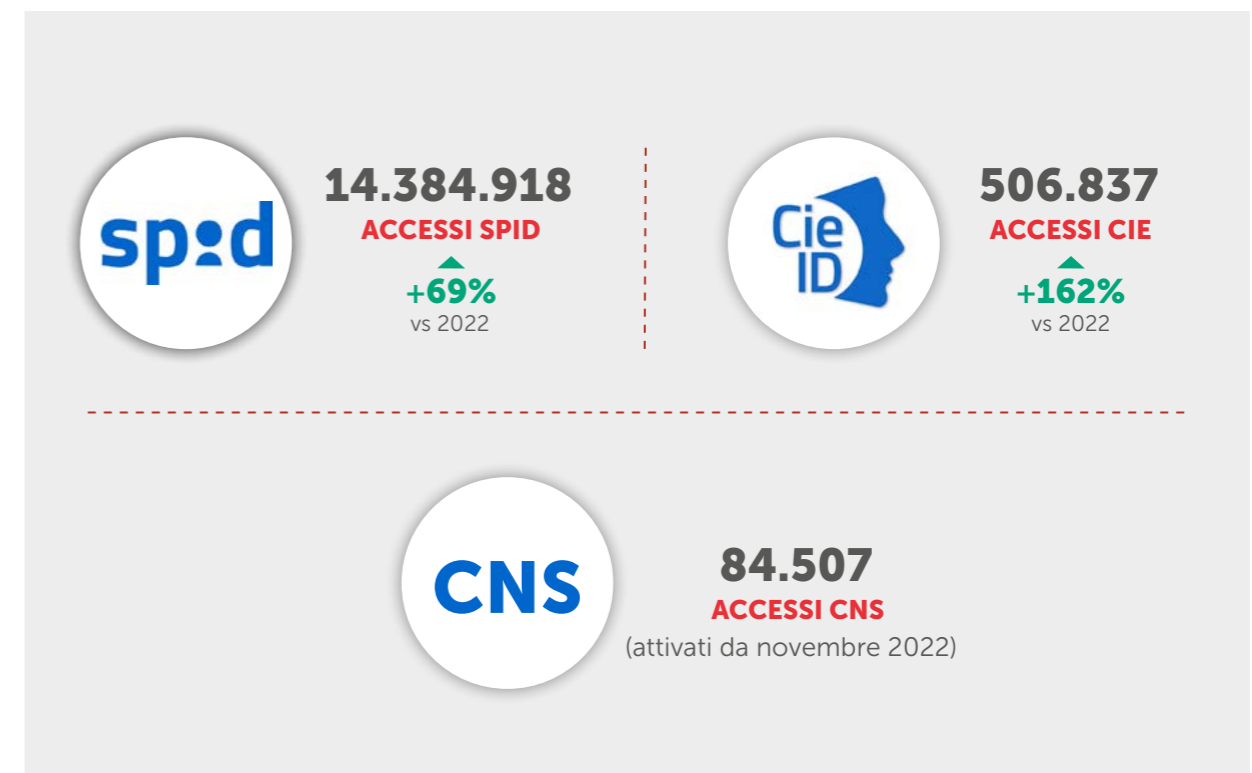 spid
14.384.918
ACCESSI SPID
+69%
vs 2022
Cie
ID
506.837
ACCESSI CIE
+162%
vs 2022
CNS
84.507
ACCESSI CNS
(attivati da novembre 2022)